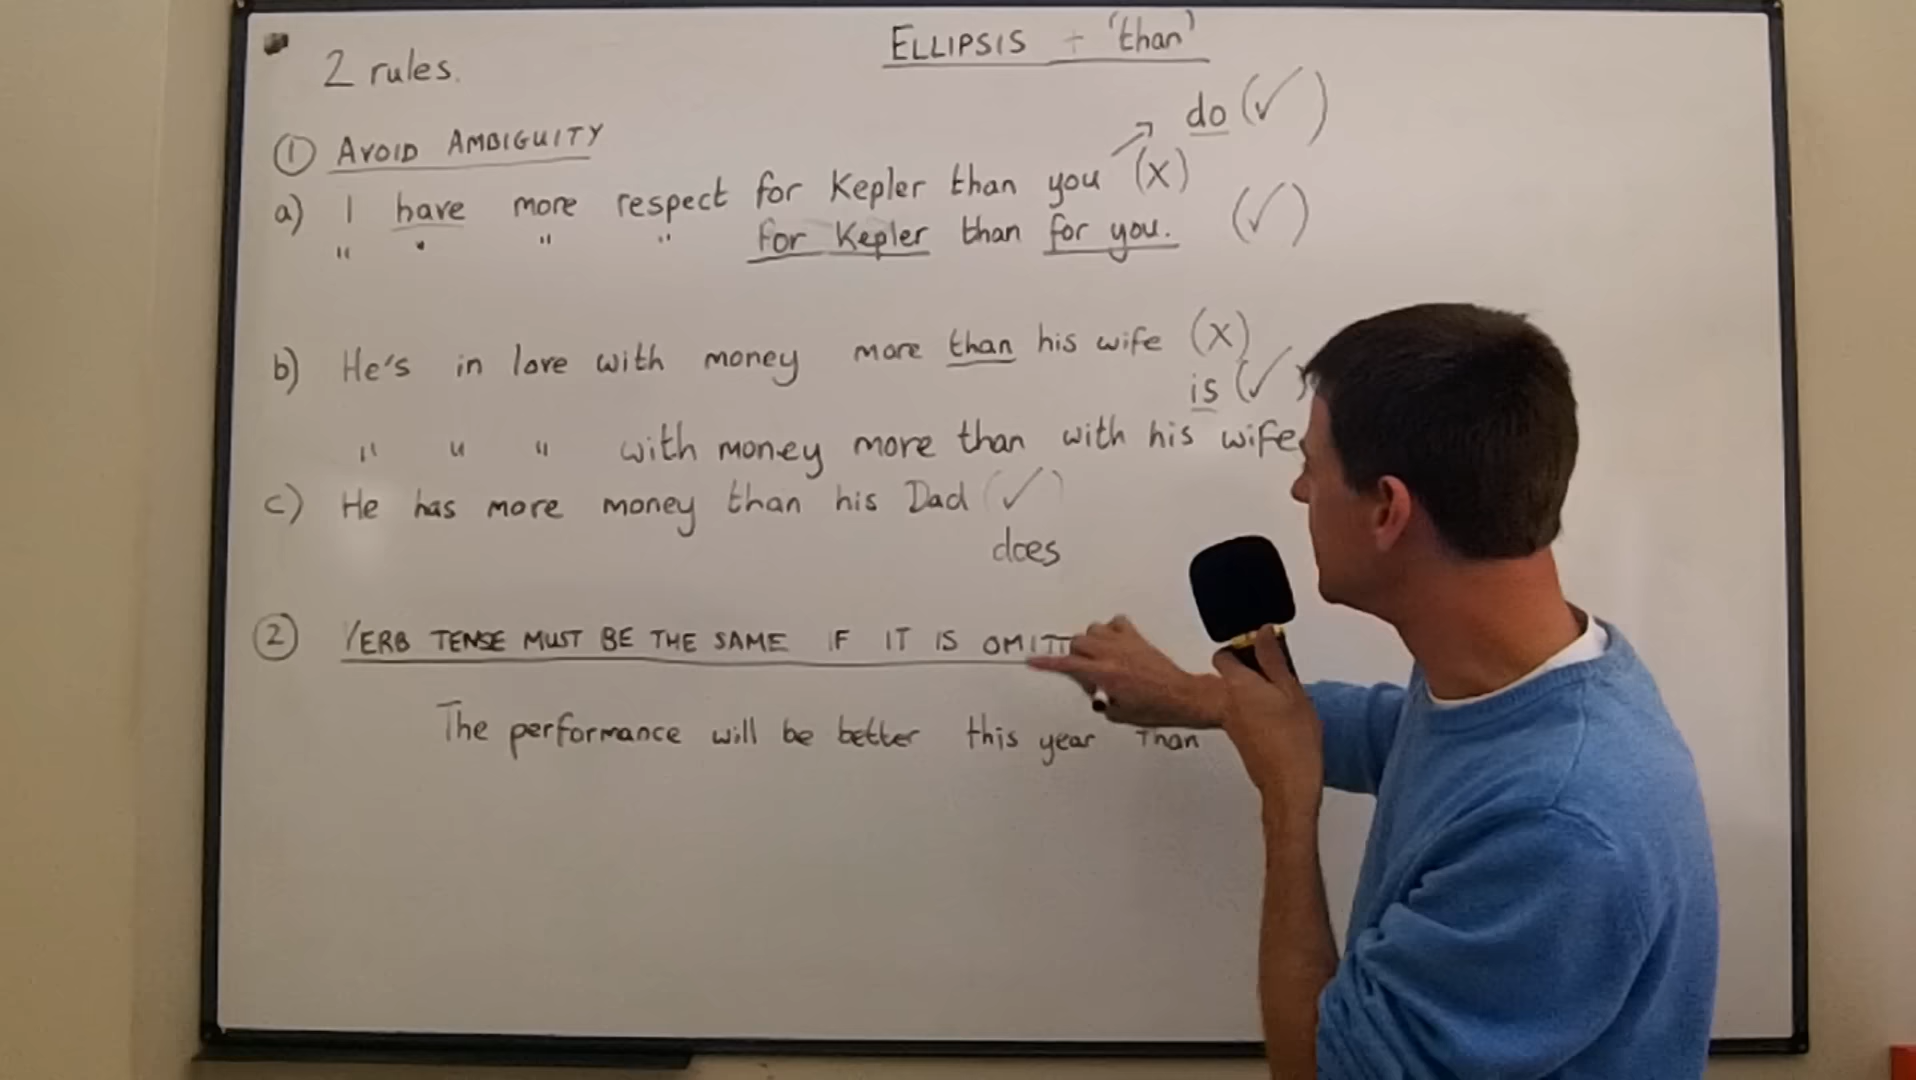 ELLIPSIS + 'than'
2 rules.
do (✓)
① AVOID AMBIGUITY
a) I have more respect for Kepler than you (x)
" " " " for Kepler than for you. (✓)
b) He's in love with money more than his wife (x)
is (✓)
" " " with money more than with his wife
c) He has more money than his Dad (✓)
does
② VERB TENSE MUST BE THE SAME IF IT IS OMITT
The performance will be better this year than